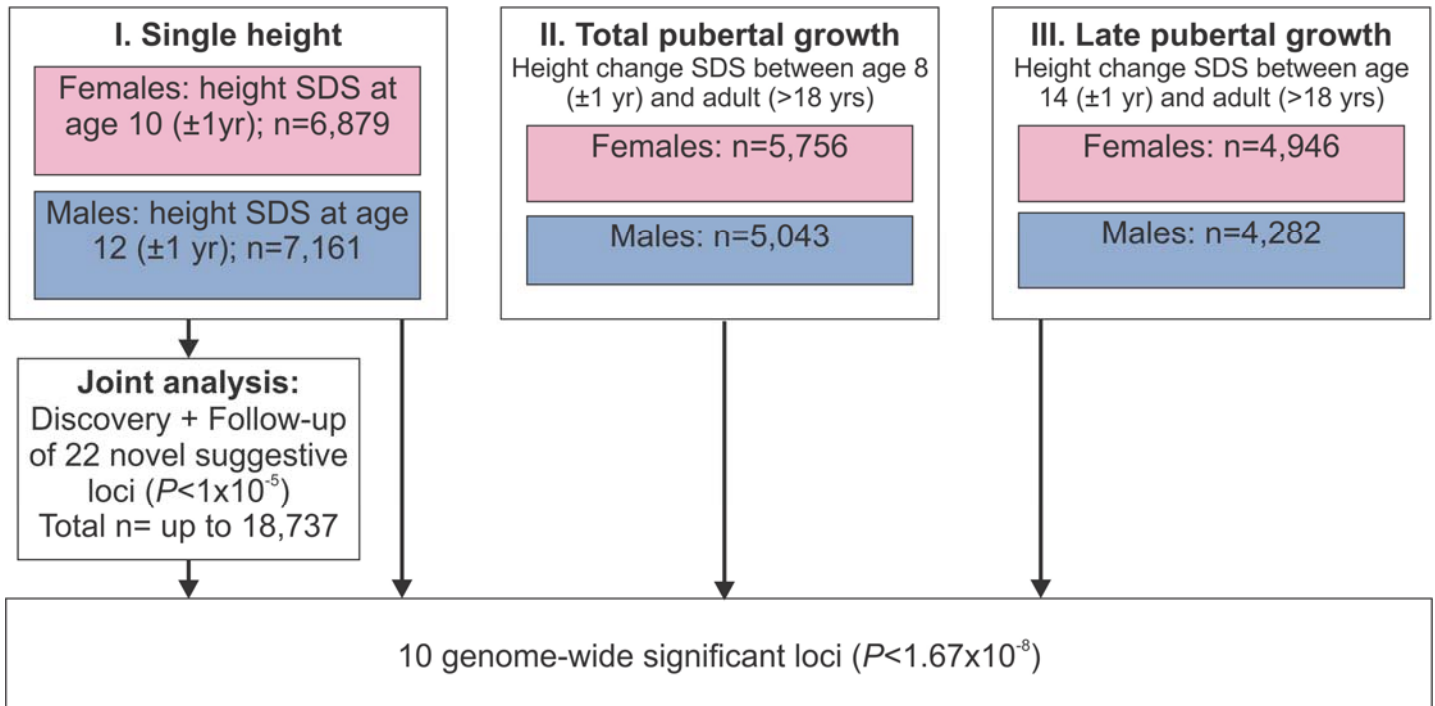 I. Single height
Females: height SDS at
age 10 (±1yr); n=6,879
Males: height SDS at age
12 (±1 yr); n=7,161
II. Total pubertal growth
Height change SDS between age 8
(±1 yr) and adult (>18 yrs)
Females: n=5,756
Males: n=5,043
III. Late pubertal growth
Height change SDS between age
14 (±1 yr) and adult (>18 yrs)
Females: n=4,946
Males: n=4,282
Joint analysis:
Discovery + Follow-up
of 22 novel suggestive
loci (P<1x10⁻⁵)
Total n= up to 18,737
10 genome-wide significant loci (P<1.67x10⁻⁸)